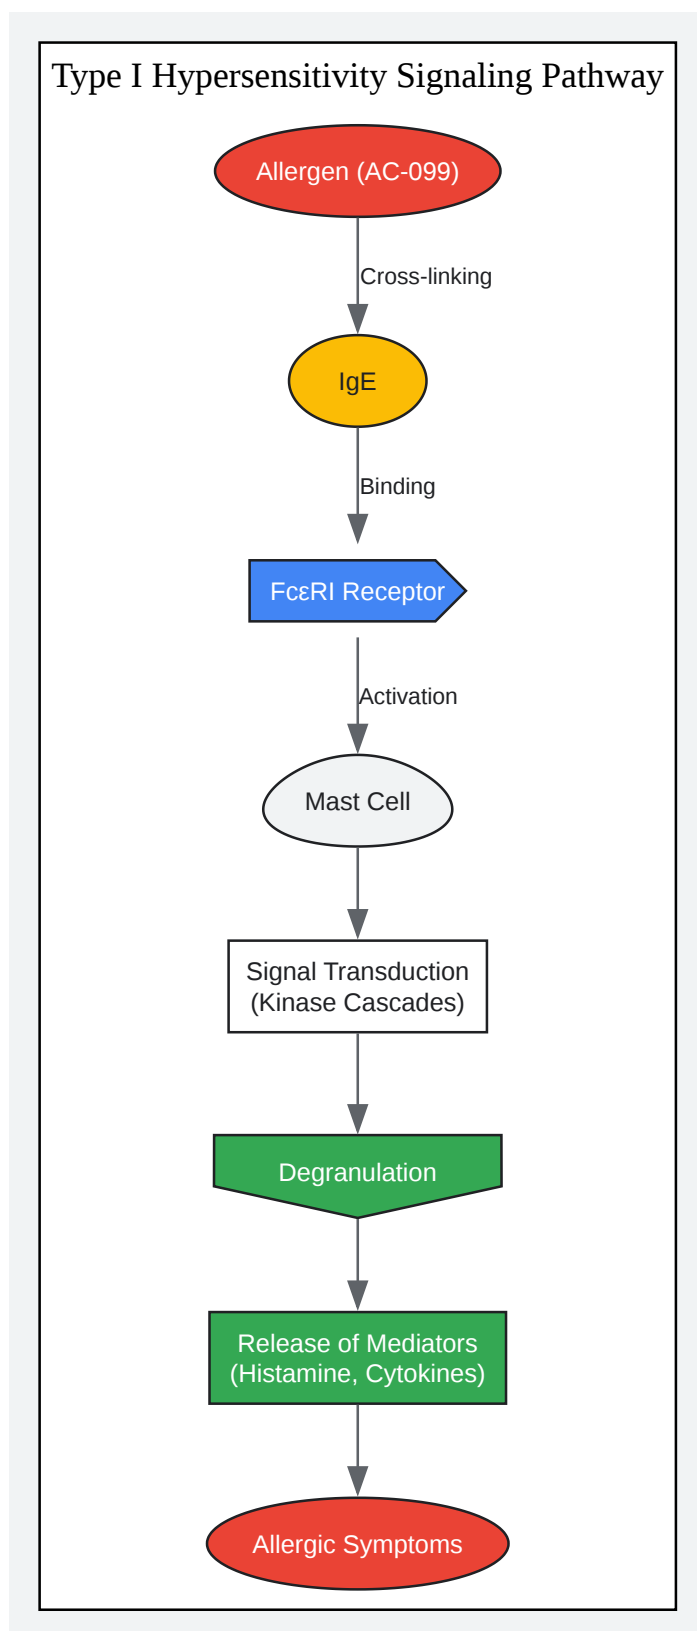 Type I Hypersensitivity Signaling Pathway
Allergen (AC-099)
Cross-linking
IgE
Binding
FcεRI Receptor
Activation
Mast Cell
Signal Transduction
(Kinase Cascades)
Degranulation
Release of Mediators
(Histamine, Cytokines)
Allergic Symptoms